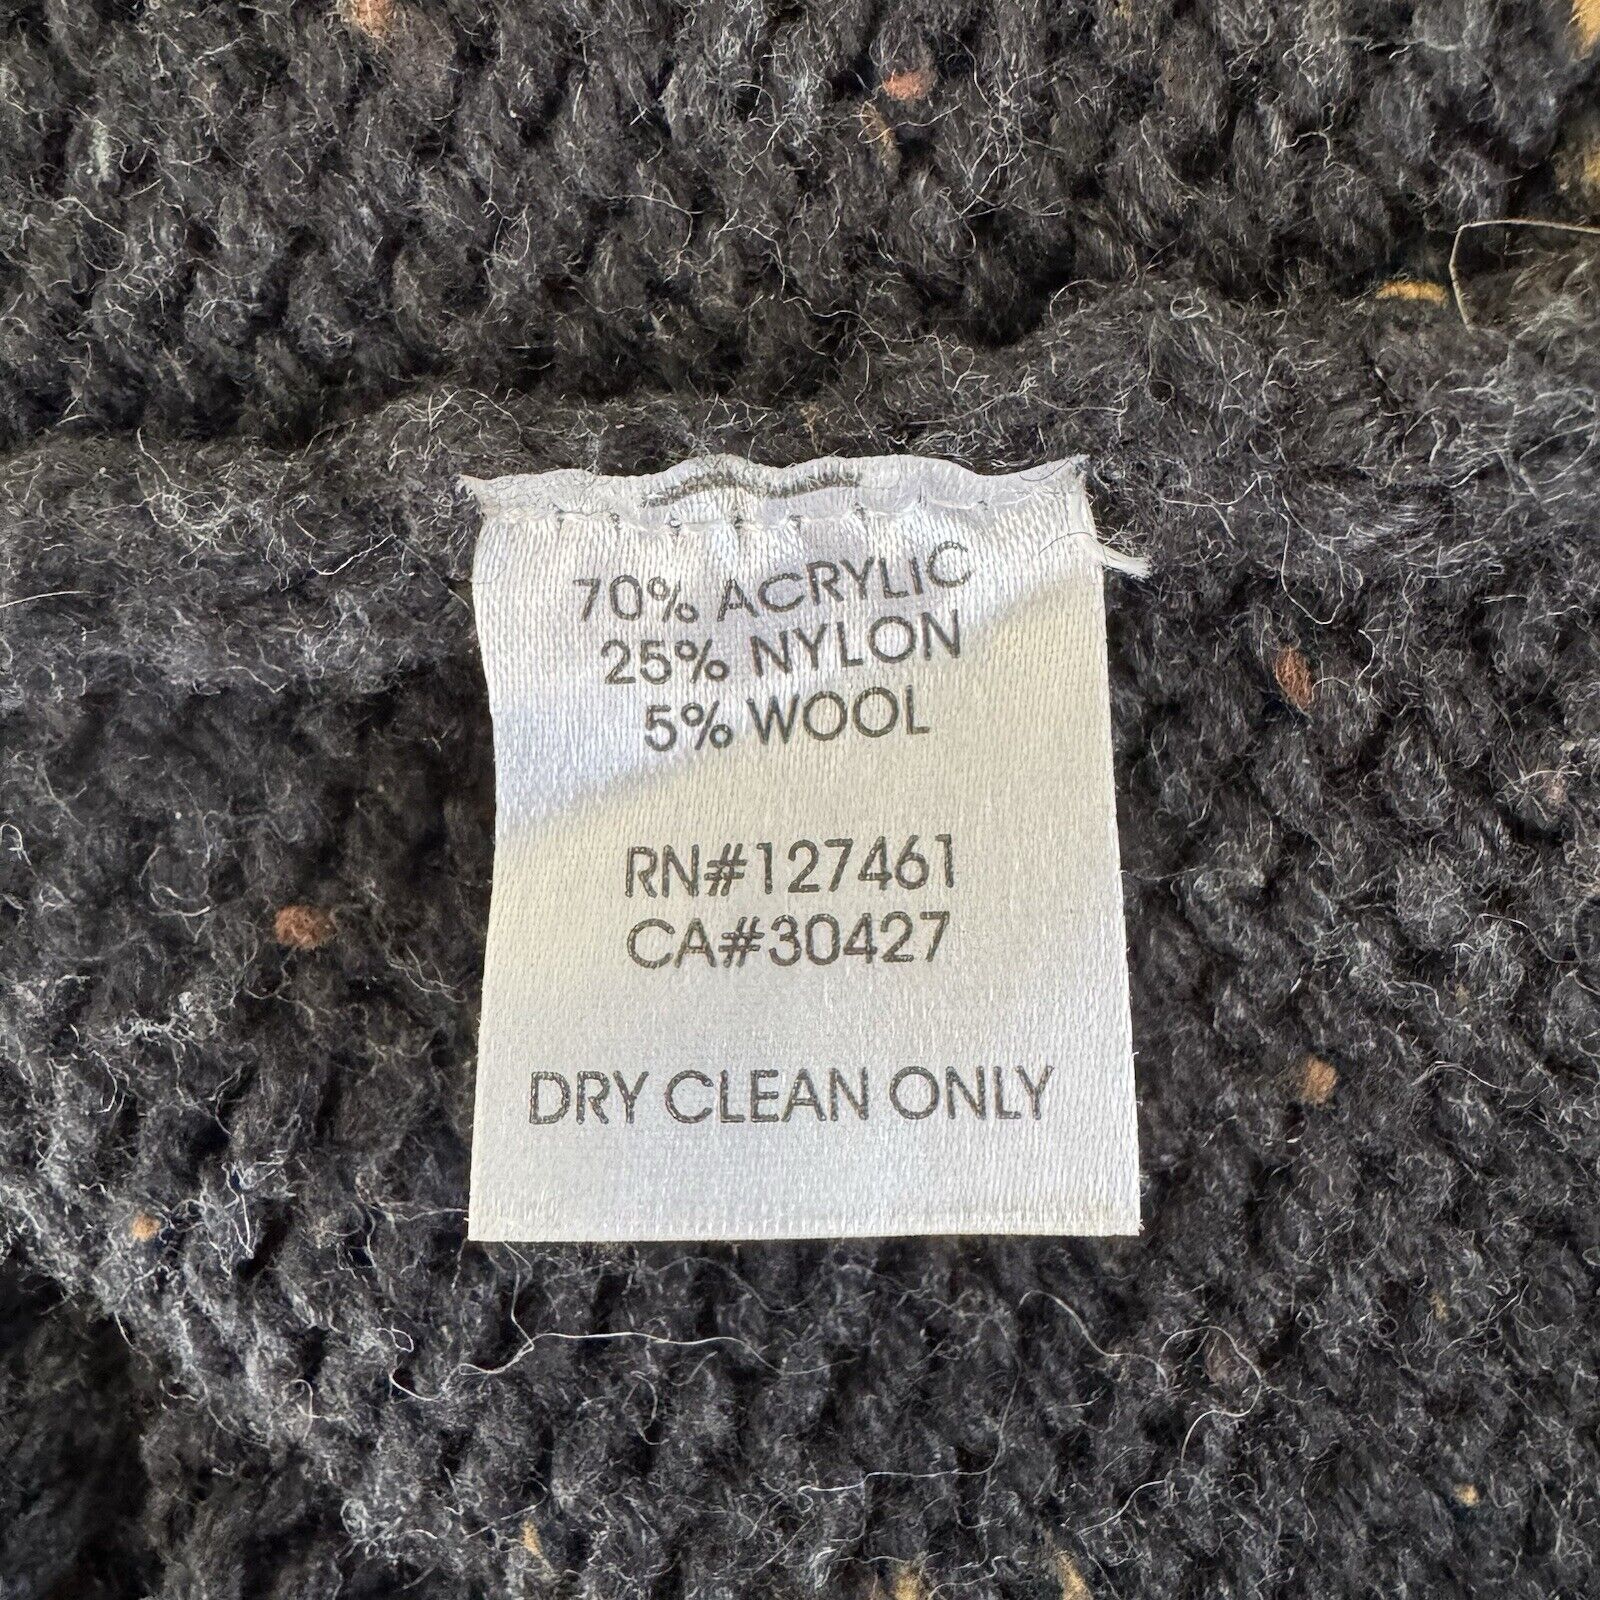 70% ACRYLIC
25% NYLON
5% WOOL
RN#127461
CA#30427
DRY CLEAN ONLY